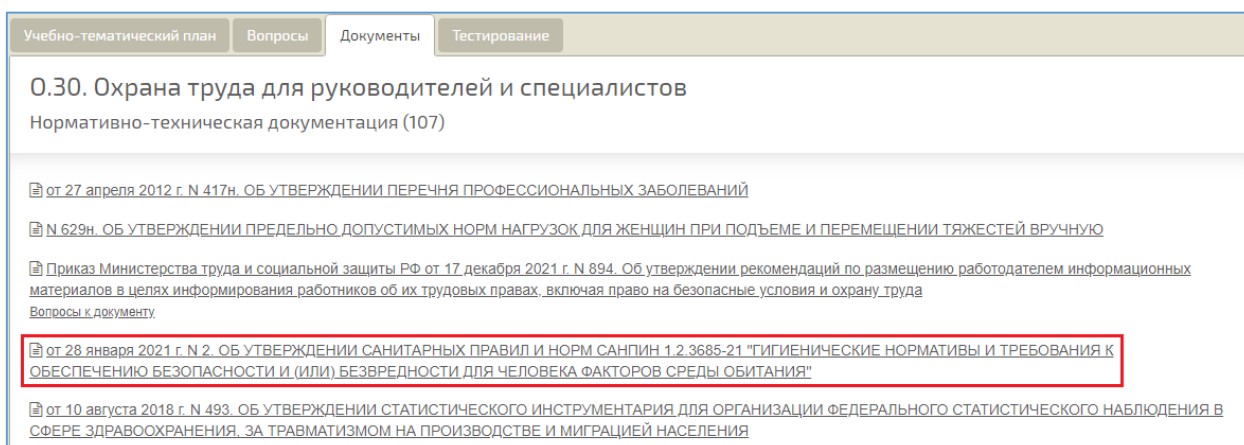 Учебно-тематический план Вопросы Документы Тестирование
О.30. Охрана труда для руководителей и специалистов
Нормативно-техническая документация (107)
от 27 апреля 2012 г. N 417н. ОБ УТВЕРЖДЕНИИ ПЕРЕЧНЯ ПРОФЕССИОНАЛЬНЫХ ЗАБОЛЕВАНИЙ
N 629н. ОБ УТВЕРЖДЕНИИ ПРЕДЕЛЬНО ДОПУСТИМЫХ НОРМ НАГРУЗОК ДЛЯ ЖЕНЩИН ПРИ ПОДЪЕМЕ И ПЕРЕМЕЩЕНИИ ТЯЖЕСТЕЙ ВРУЧНУЮ
Приказ Министерства труда и социальной защиты РФ от 17 декабря 2021 г. N 894. Об утверждении рекомендаций по размещению работодателем информационных
материалов в целях информирования работников об их трудовых правах, включая право на безопасные условия и охрану труда
Вопросы к документу
от 28 января 2021 г. N 2. ОБ УТВЕРЖДЕНИИ САНИТАРНЫХ ПРАВИЛ И НОРМ САНПИН 1.2.3685-21 "ГИГИЕНИЧЕСКИЕ НОРМАТИВЫ И ТРЕБОВАНИЯ К
ОБЕСПЕЧЕНИЮ БЕЗОПАСНОСТИ И (ИЛИ) БЕЗВРЕДНОСТИ ДЛЯ ЧЕЛОВЕКА ФАКТОРОВ СРЕДЫ ОБИТАНИЯ"
от 10 августа 2018 г. N 493. ОБ УТВЕРЖДЕНИИ СТАТИСТИЧЕСКОГО ИНСТРУМЕНТАРИЯ ДЛЯ ОРГАНИЗАЦИИ ФЕДЕРАЛЬНОГО СТАТИСТИЧЕСКОГО НАБЛЮДЕНИЯ В
СФЕРЕ ЗДРАВООХРАНЕНИЯ, ЗА ТРАВМАТИЗМОМ НА ПРОИЗВОДСТВЕ И МИГРАЦИЕЙ НАСЕЛЕНИЯ